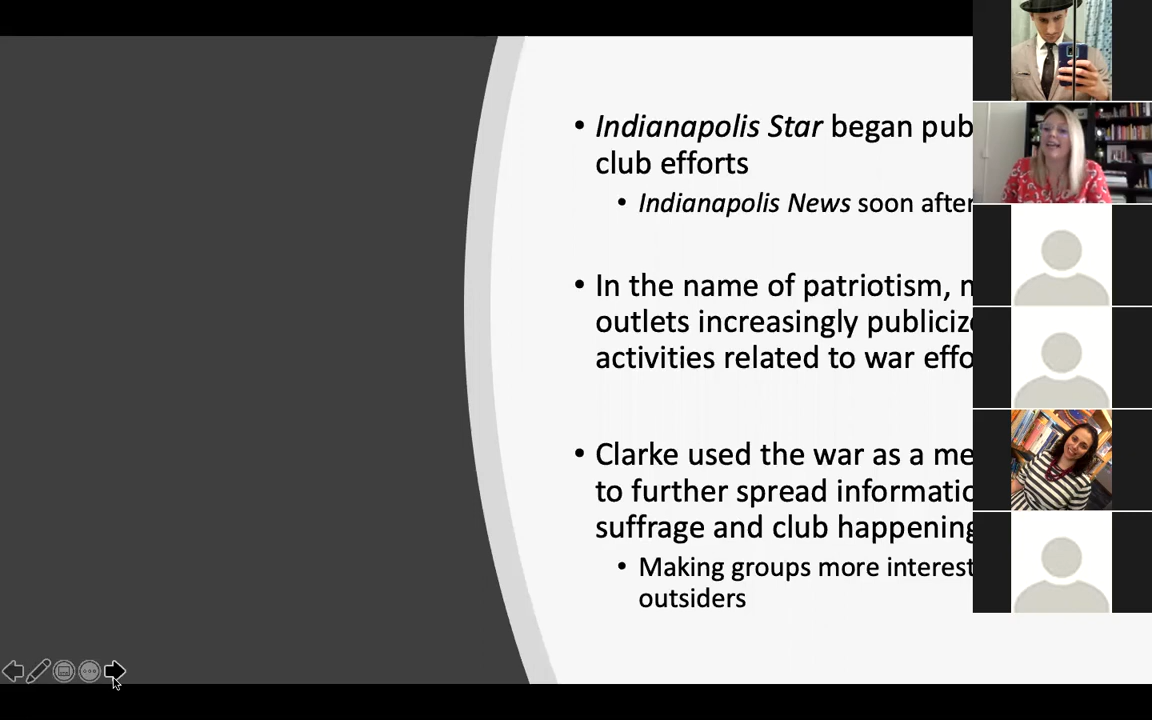 • Indianapolis Star began pub
club efforts
• Indianapolis News soon after
• In the name of patriotism,
outlets increasingly publiciz
activities related to war effo
• Clarke used the war as a me
to further spread informatio
suffrage and club happening
• Making groups more interest
outsiders